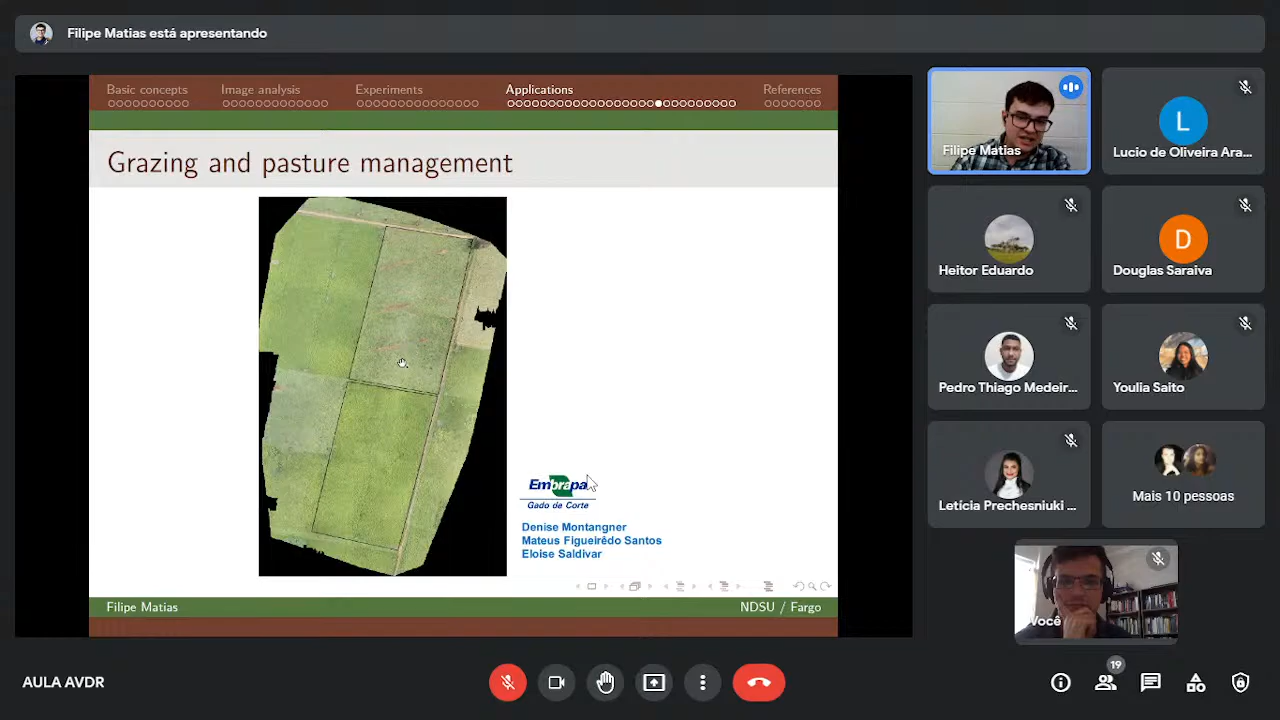 Filipe Matias está apresentando
Basic concepts
Image analysis
Experiments
Applications
References
Grazing and pasture management
Embrapa
Gado de Corte
Denise Montangner
Mateus Figueirêdo Santos
Eloise Saldivar
Filipe Matias
NDSU / Fargo
Filipe Matias
L
Lucio de Oliveira Ara...
Heitor Eduardo
D
Douglas Saraiva
Pedro Thiago Medeir...
Youlia Saito
Letícia Prechesniuki ...
Mais 10 pessoas
Você
AULA AVDR
19